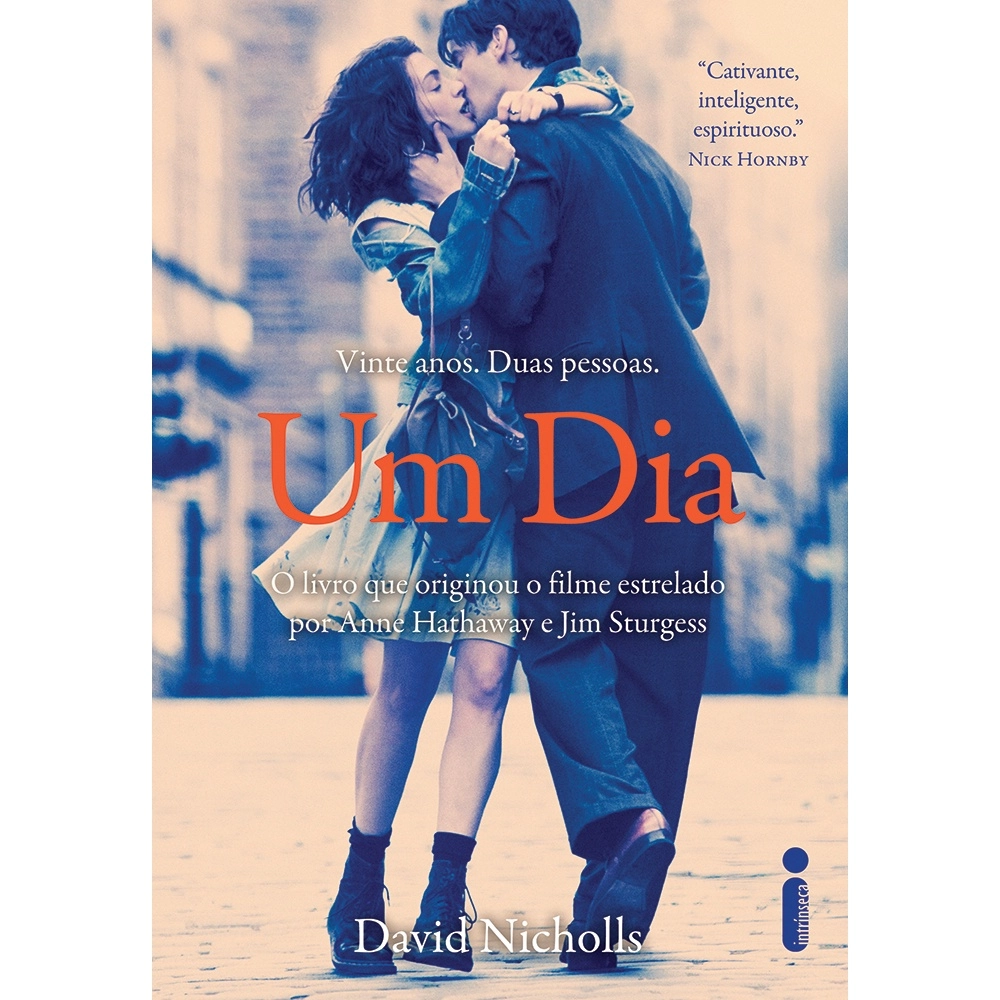 “Cativante,
inteligente,
espirituoso.”
Nick Hornby
Vinte anos. Duas pessoas.
Um Dia
O livro que originou o filme estrelado
por Anne Hathaway e Jim Sturgess
David Nicholls
intrínseca